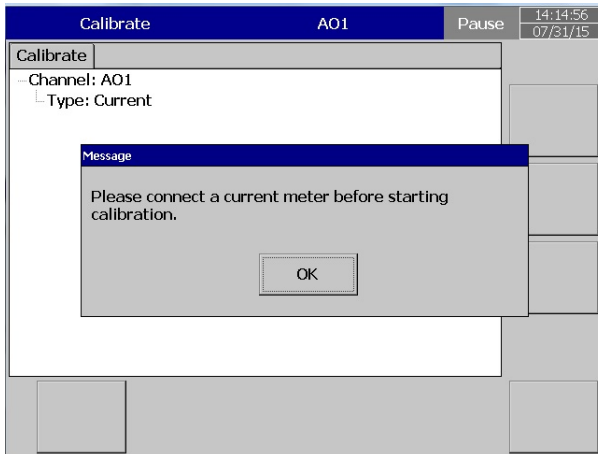 Calibrate AO1 Pause 14:14:56
07/31/15
Calibrate
Channel: AO1
Type: Current
Message
Please connect a current meter before starting
calibration.
OK